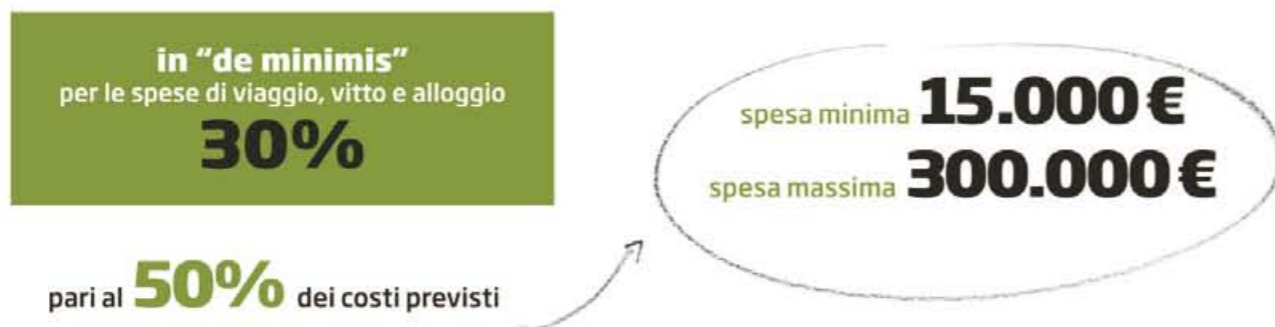 in “de minimis”
per le spese di viaggio, vitto e alloggio
30%
pari al 50% dei costi previsti
spesa minima 15.000 €
spesa massima 300.000 €